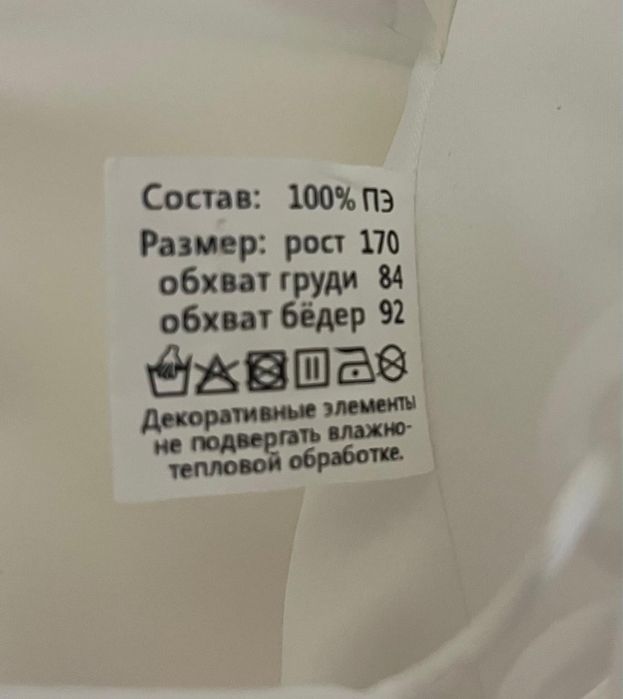 Состав: 100% ПЭ
Размер: рост 170
обхват груди 84
обхват бёдер 92
Декоративные элементы
не подвергать влажно-
тепловой обработке.